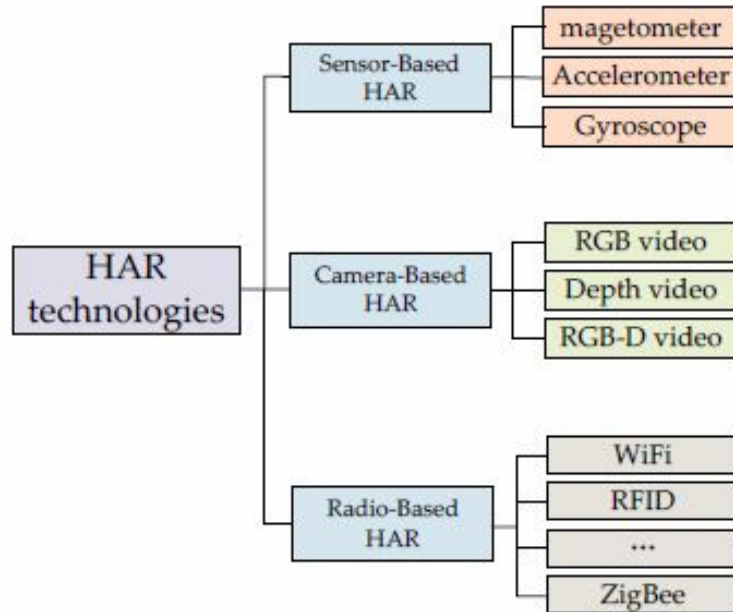 magetometer
Sensor-Based
HAR
Accelerometer
Gyroscope
RGB video
HAR
technologies
Camera-Based
HAR
Depth video
RGB-D video
WiFi
Radio-Based
HAR
RFID
...
ZigBee